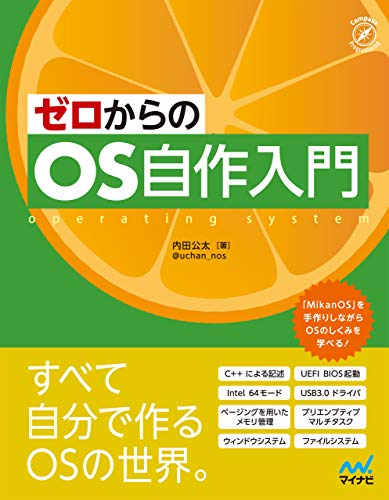 Compass
Programming
ゼロからの
OS自作入門
operating system
内田公太 [著]
@uchan_nos
「MikanOS」を
手作りしながら
OSのしくみを
学べる!
すべて
自分で作る
OSの世界。
C++ による記述
UEFI BIOS起動
Intel 64モード
USB3.0 ドライバ
ページングを用いた
メモリ管理
プリエンプティブ
マルチタスク
ウィンドウシステム
ファイルシステム
マイナビ